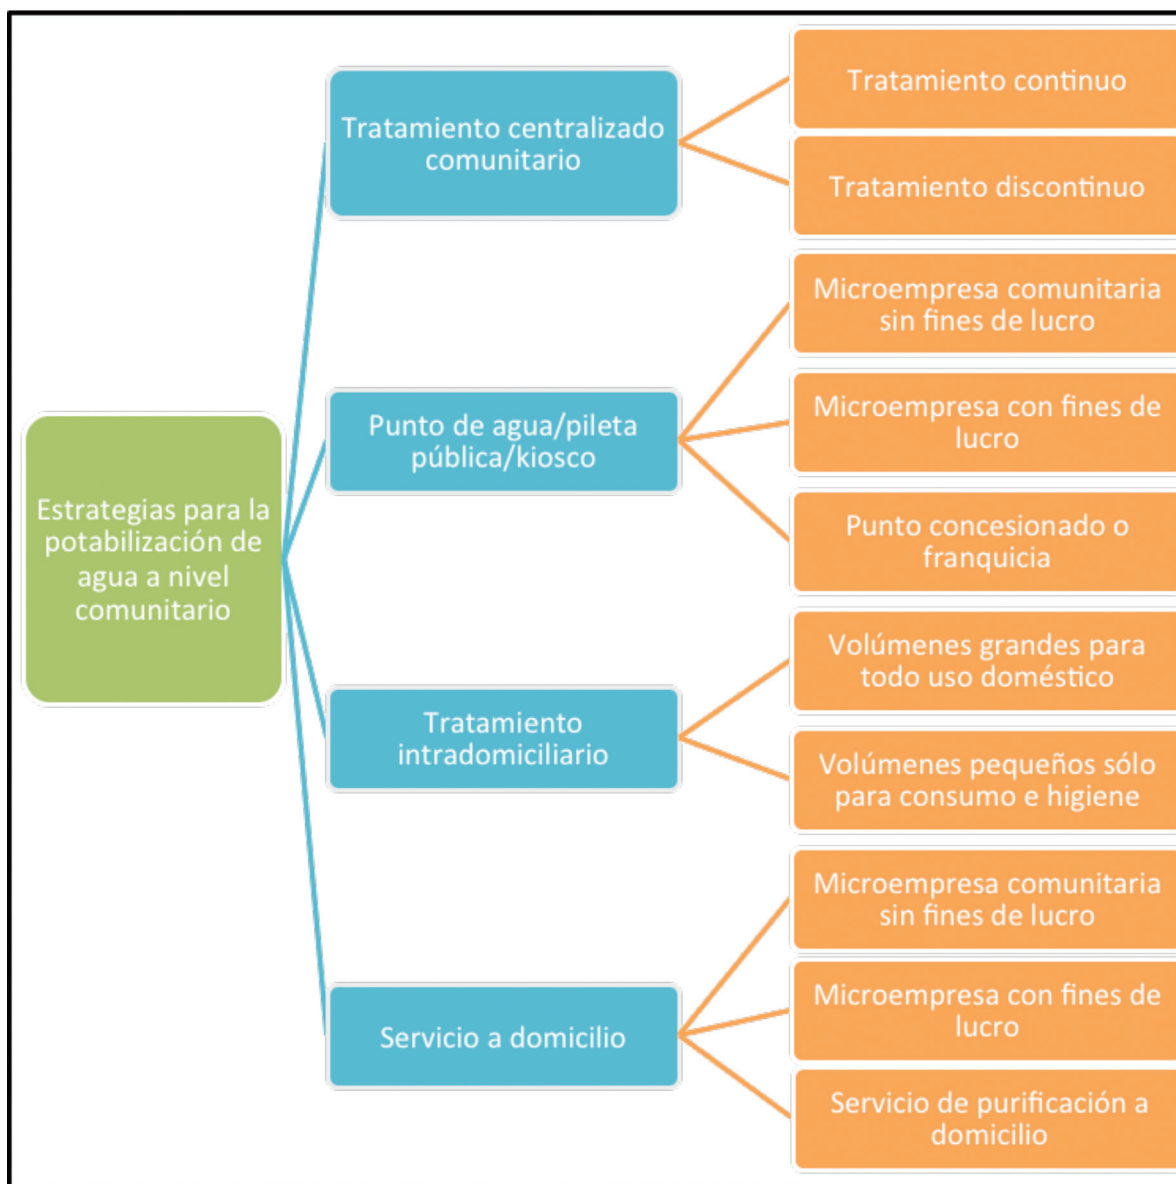 Estrategias para la
potabilización de
agua a nivel
comunitario
Tratamiento centralizado
comunitario
Tratamiento continuo
Tratamiento discontinuo
Punto de agua/pileta
pública/kiosco
Microempresa comunitaria
sin fines de lucro
Microempresa con fines de
lucro
Punto concesionado o
franquicia
Tratamiento
intradomiciliario
Volúmenes grandes para
todo uso doméstico
Volúmenes pequeños sólo
para consumo e higiene
Servicio a domicilio
Microempresa comunitaria
sin fines de lucro
Microempresa con fines de
lucro
Servicio de purificación a
domicilio